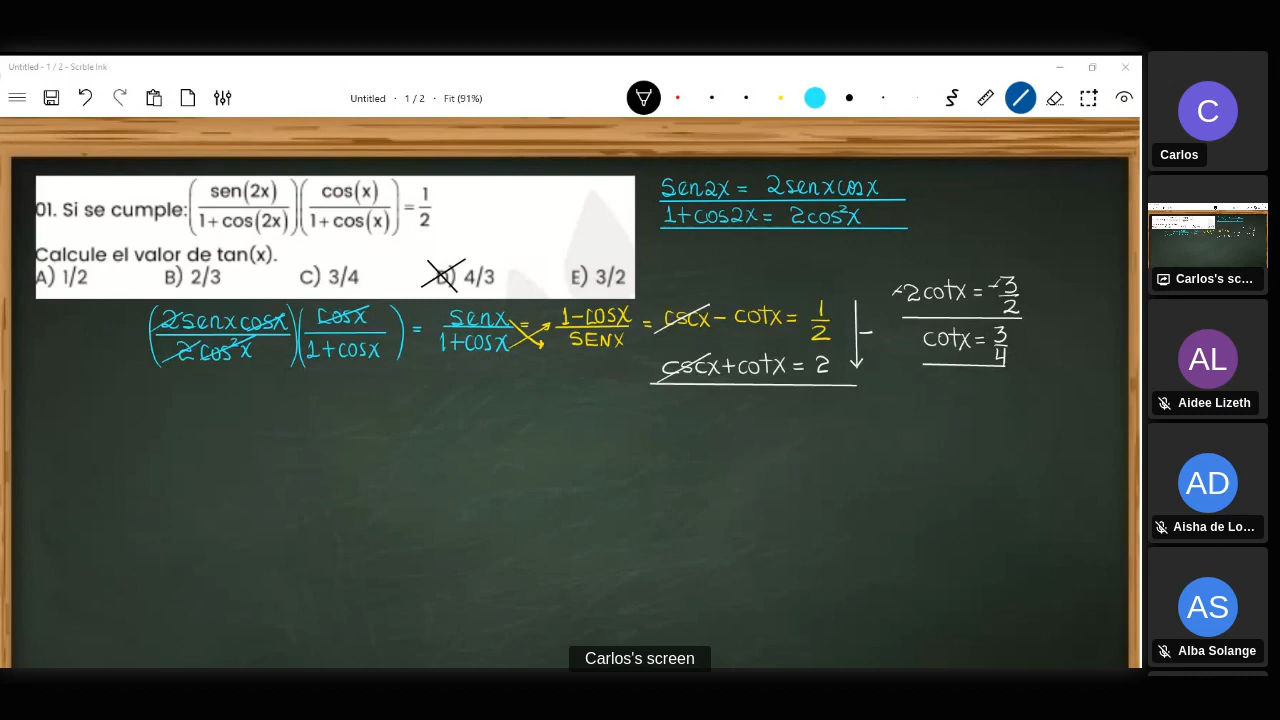 Untitled - 1 / 2 - Scrble Ink
Untitled · 1 / 2 · Fit (91%)
01. Si se cumple: (sen(2x)/1+cos(2x))(cos(x)/1+cos(x)) = 1/2
Calcule el valor de tan(x).
A) 1/2 B) 2/3 C) 3/4 D) 4/3 E) 3/2
sen2x = 2senxcosx
1+cos2x = 2cos²x
(2senxcosx/2cos²x)(cosx/1+cosx) = senx/1+cosx = 1-cosx/SENX = cscx - cotx = 1/2
cscx+cotx = 2
-2cotx = -3/2
cotx = 3/4
Carlos's screen
C
Carlos
Carlos's sc...
AL
Aidee Lizeth
AD
Aisha de Lo...
AS
Alba Solange